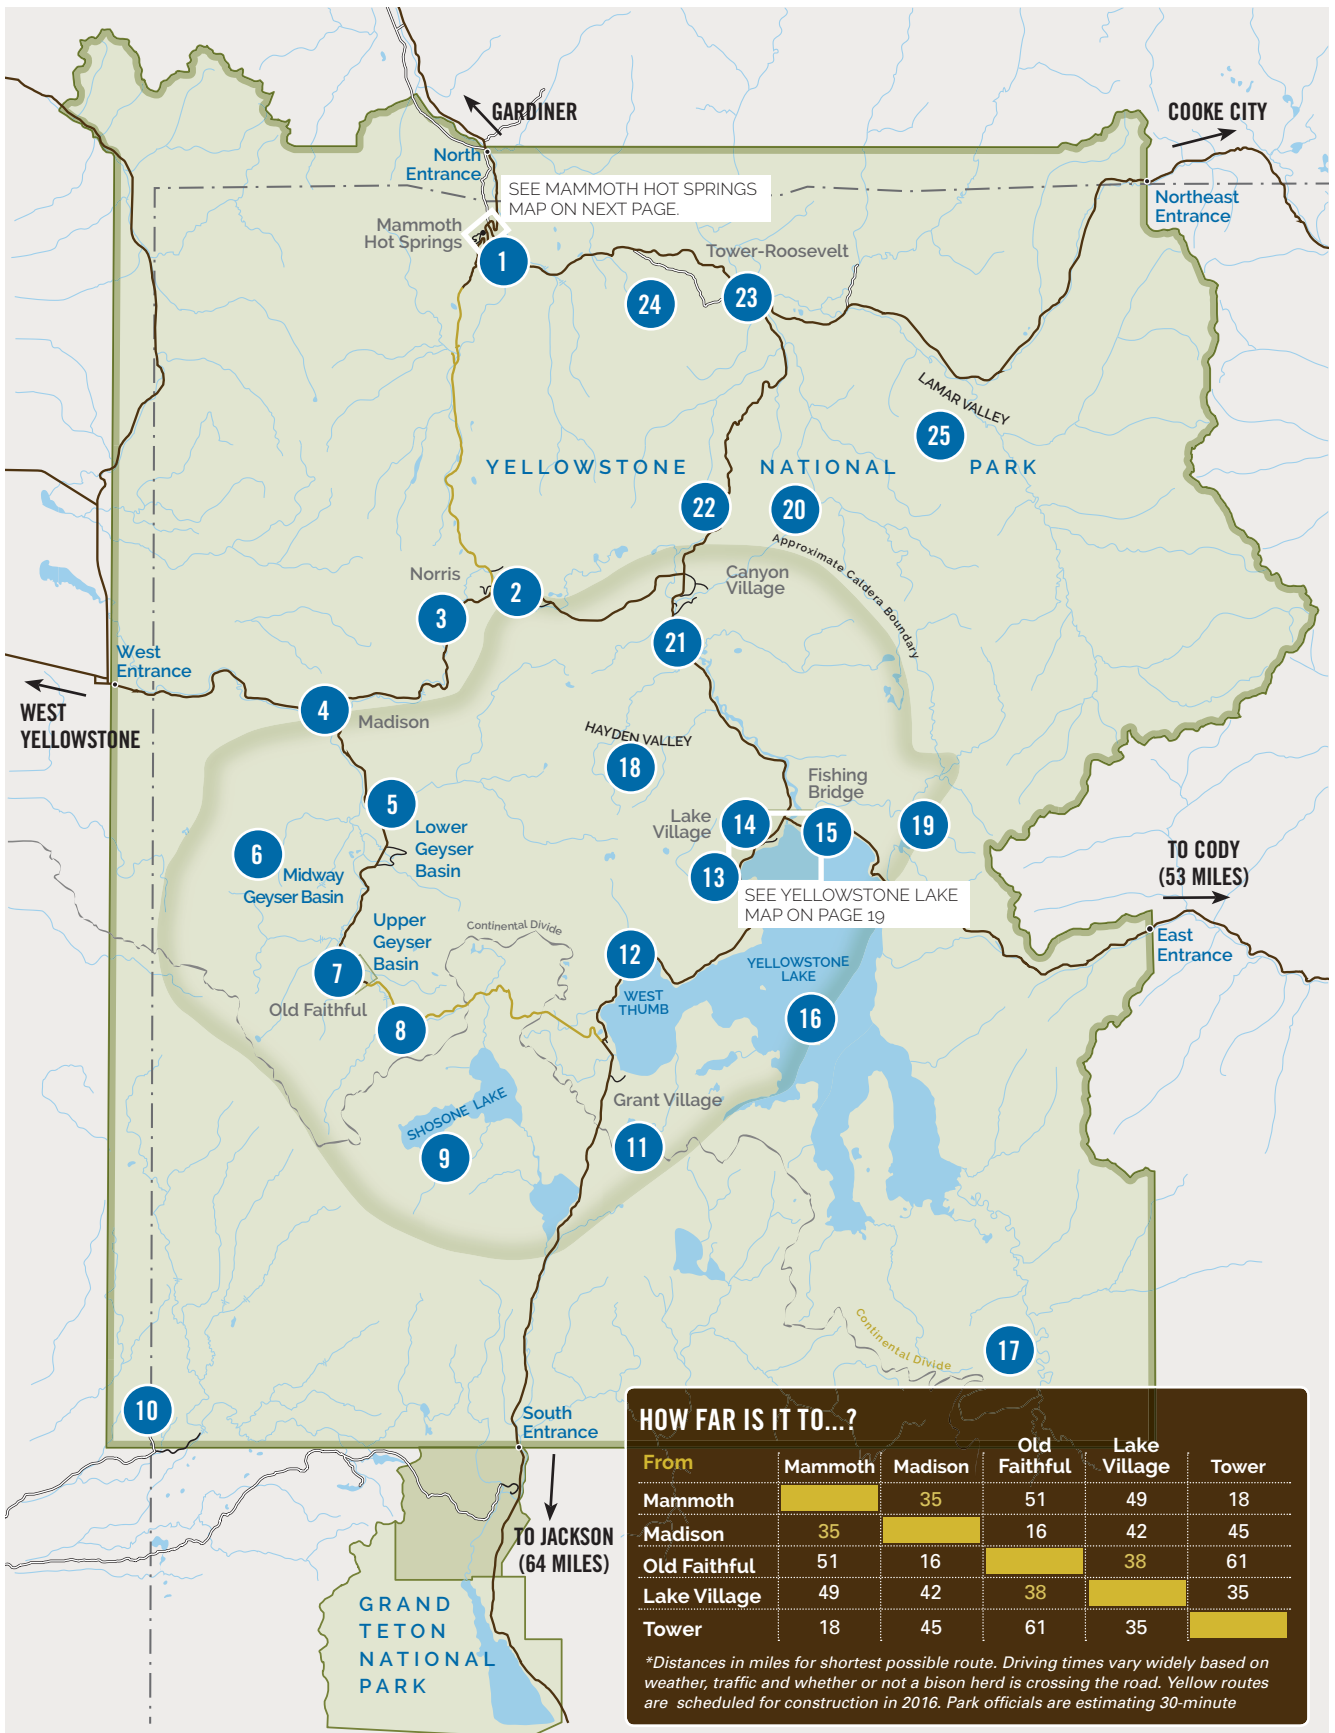 GARDINER
COOKE CITY
North
Entrance
SEE MAMMOTH HOT SPRINGS
MAP ON NEXT PAGE.
Northeast
Entrance
Mammoth
Hot Springs
Tower-Roosevelt
1
24
23
LAMAR VALLEY
25
YELLOWSTONE NATIONAL PARK
22
20
Approximate Caldera Boundary
Norris
2
Canyon
Village
3
21
West
Entrance
WEST
YELLOWSTONE
4
Madison
HAYDEN VALLEY
18
Fishing
Bridge
5
Lower
Geyser
Basin
Lake
Village
14
15
19
6
Midway
Geyser Basin
13
TO CODY
(53 MILES)
SEE YELLOWSTONE LAKE
MAP ON PAGE 19
Upper
Geyser
Basin
Continental Divide
12
East
Entrance
7
YELLOWSTONE
LAKE
WEST
THUMB
Old Faithful
8
16
Grant Village
SHOSONE LAKE
9
11
Continental Divide
17
10
South
Entrance
TO JACKSON
(64 MILES)
GRAND
TETON
NATIONAL
PARK
HOW FAR IS IT TO...?
From Mammoth Madison Old Faithful Lake Village Tower
Mammoth 35 51 49 18
Madison 35 16 42 45
Old Faithful 51 16 38 61
Lake Village 49 42 38 35
Tower 18 45 61 35
*Distances in miles for shortest possible route. Driving times vary widely based on
weather, traffic and whether or not a bison herd is crossing the road. Yellow routes
are scheduled for construction in 2016. Park officials are estimating 30-minute